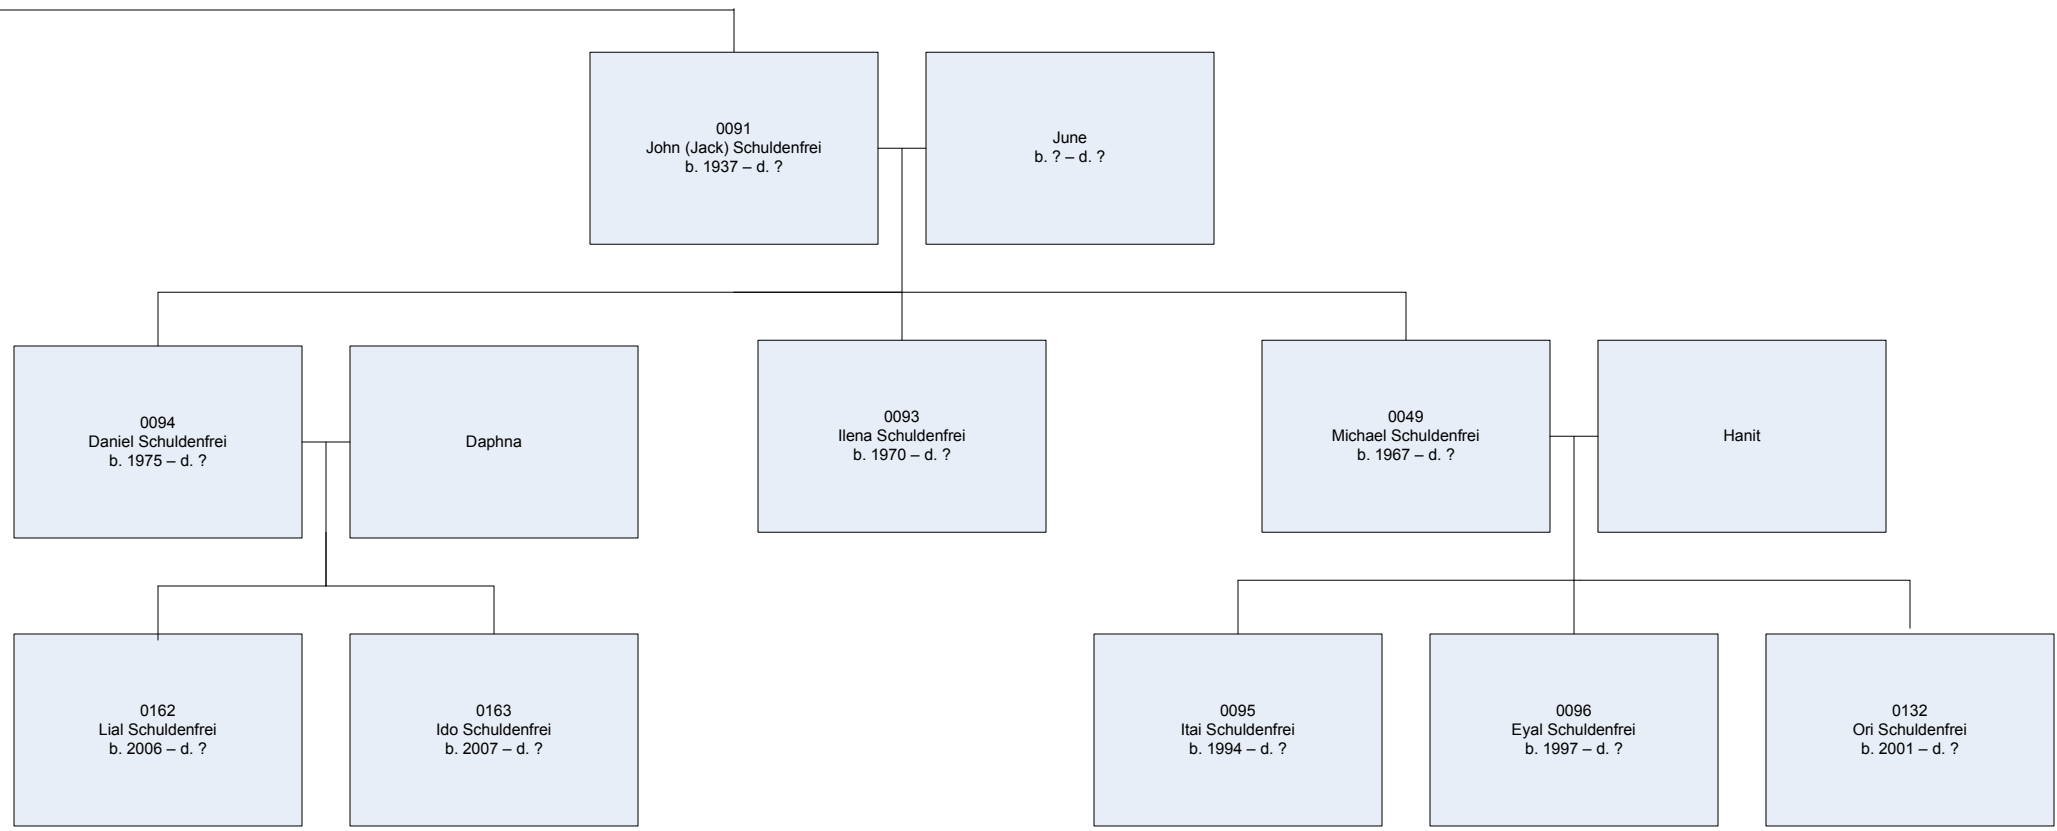 0091
John (Jack) Schuldenfrei
b. 1937 – d. ?
June
b. ? – d. ?
0094
Daniel Schuldenfrei
b. 1975 – d. ?
Daphna
0093
Ilena Schuldenfrei
b. 1970 – d. ?
0049
Michael Schuldenfrei
b. 1967 – d. ?
Hanit
0162
Lial Schuldenfrei
b. 2006 – d. ?
0163
Ido Schuldenfrei
b. 2007 – d. ?
0095
Itai Schuldenfrei
b. 1994 – d. ?
0096
Eyal Schuldenfrei
b. 1997 – d. ?
0132
Ori Schuldenfrei
b. 2001 – d. ?